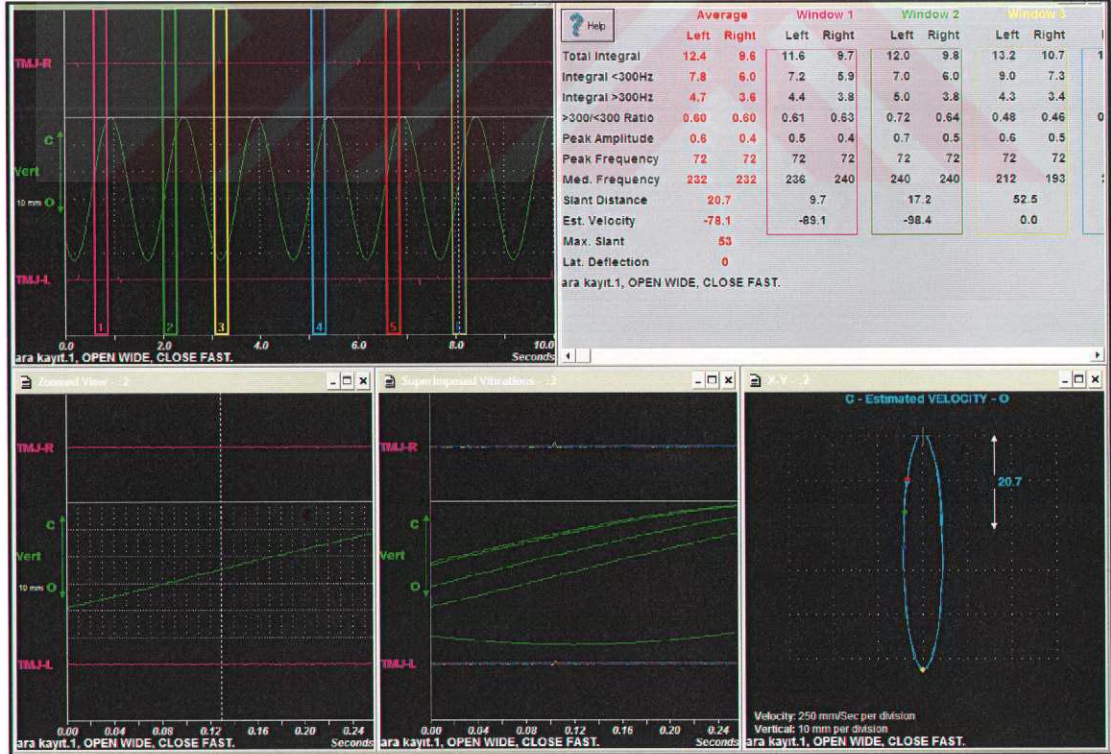 TMJ-R
C
Vert
10 mm O
TMJ-L
1
2
3
4
5
0.0 2.0 4.0 6.0 8.0 10.0
Seconds
ara kayıt.1, OPEN WIDE, CLOSE FAST.
Help
Average Window 1 Window 2 Window 3
Left Right Left Right Left Right Left Right
Total Integral 12.4 9.6 11.6 9.7 12.0 9.8 13.2 10.7
Integral <300Hz 7.8 6.0 7.2 5.9 7.0 6.0 9.0 7.3
Integral >300Hz 4.7 3.6 4.4 3.8 5.0 3.8 4.3 3.4
>300/<300 Ratio 0.60 0.60 0.61 0.63 0.72 0.64 0.48 0.46
Peak Amplitude 0.6 0.4 0.5 0.4 0.7 0.5 0.6 0.5
Peak Frequency 72 72 72 72 72 72 72 72
Med. Frequency 232 232 236 240 240 240 212 193
Slant Distance 20.7 9.7 17.2 52.5
Est. Velocity -78.1 -89.1 -98.4 0.0
Max. Slant 53
Lat. Deflection 0
ara kayıt.1, OPEN WIDE, CLOSE FAST.
Zoomed View - :2
TMJ-R
C
Vert
10 mm O
TMJ-L
0.00 0.04 0.08 0.12 0.16 0.20 0.24
ara kayıt.1, OPEN WIDE, CLOSE FAST. Seconds
Superimposed Vibrations - :3
TMJ-R
C
Vert
O
TMJ-L
0.00 0.04 0.08 0.12 0.16 0.20 0.24
ara kayıt.1, OPEN WIDE, CLOSE FAST. Seconds
X-Y - :2
C - Estimated VELOCITY - O
20.7
Velocity: 250 mm/Sec per division
Vertical: 10 mm per division
ara kayıt.1, OPEN WIDE, CLOSE FAST.